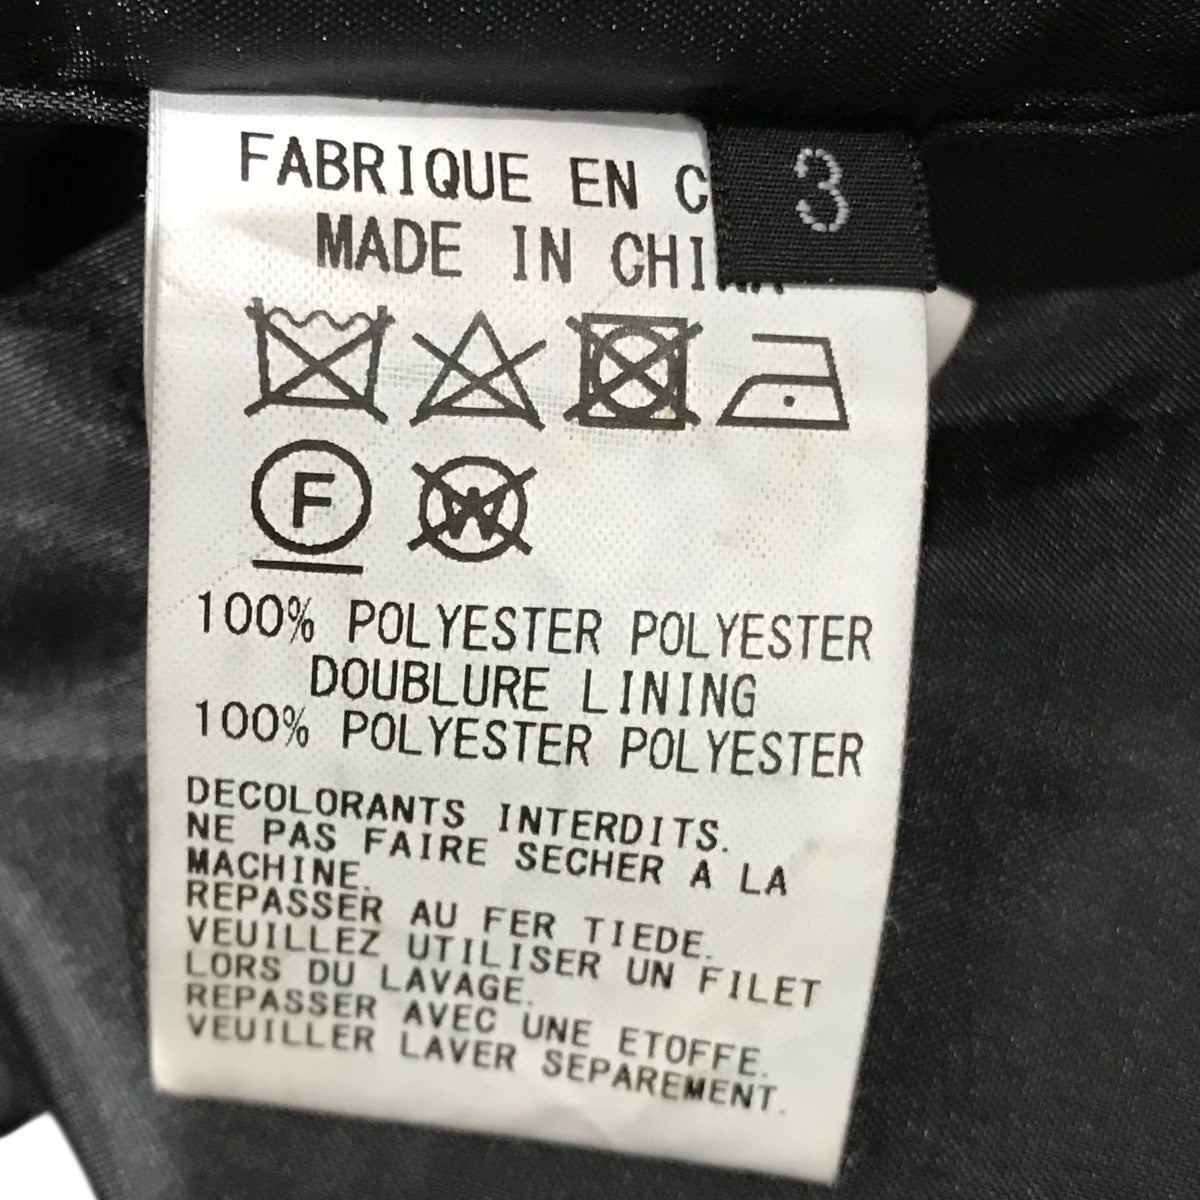 FABRIQUE EN
3
MADE IN
F
W
100% POLYESTER POLYESTER
DOUBLURE LINING
100% POLYESTER POLYESTER
DECOLORANTS INTERDITS.
NE PAS FAIRE SECHER A LA
MACHINE.
REPASSER AU FER TIEDE.
VEUILLEZ UTILISER UN FILET
LORS DU LAVAGE.
REPASSER AVEC UNE ETOFFE.
VEUILLER LAVER SEPAREMENT.